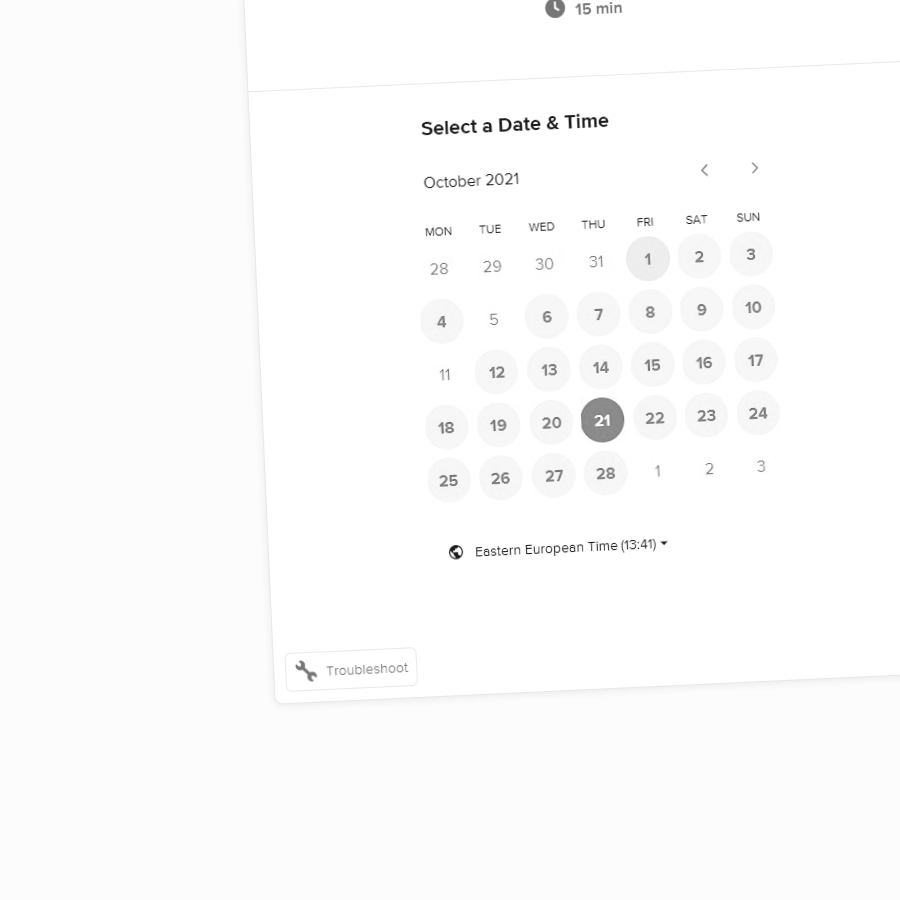 15 min
Select a Date & Time
October 2021
MON TUE WED THU FRI SAT SUN
28 29 30 31 1 2 3
4 5 6 7 8 9 10
11 12 13 14 15 16 17
18 19 20 21 22 23 24
25 26 27 28 1 2 3
Eastern European Time (13:41)
Troubleshoot